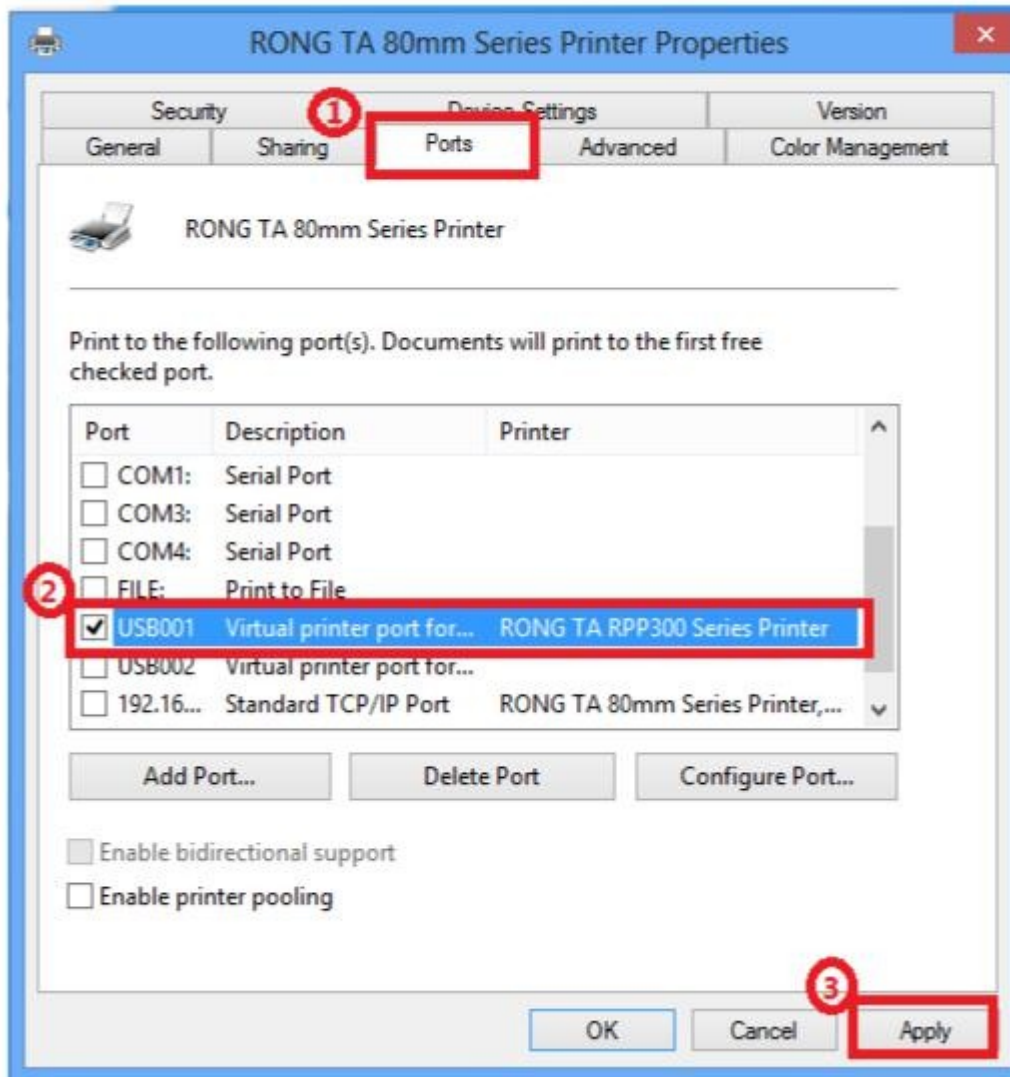 RONG TA 80mm Series Printer Properties
×
Security Device Settings Version
1
General Sharing Ports Advanced Color Management
RONG TA 80mm Series Printer
Print to the following port(s). Documents will print to the first free
checked port.
Port Description Printer
COM1: Serial Port
COM3: Serial Port
COM4: Serial Port
FILE: Print to File
2
USB001 Virtual printer port for... RONG TA RPP300 Series Printer
USB002 Virtual printer port for...
192.16... Standard TCP/IP Port RONG TA 80mm Series Printer,...
Add Port... Delete Port Configure Port...
Enable bidirectional support
Enable printer pooling
3
OK Cancel Apply